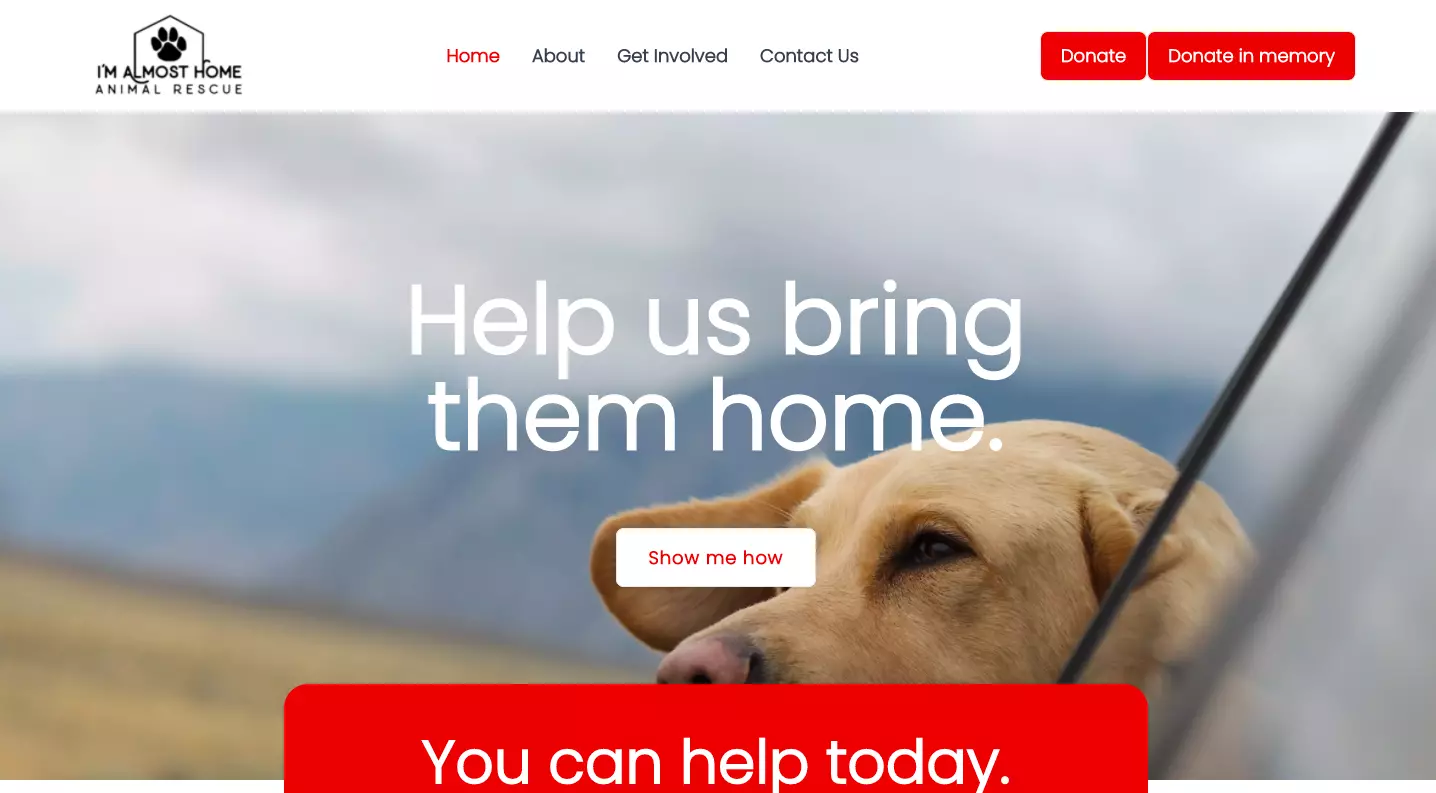 I'M ALMOST HOME
ANIMAL RESCUE
Home About Get Involved Contact Us
Donate Donate in memory
Help us bring
them home.
Show me how
You can help today.